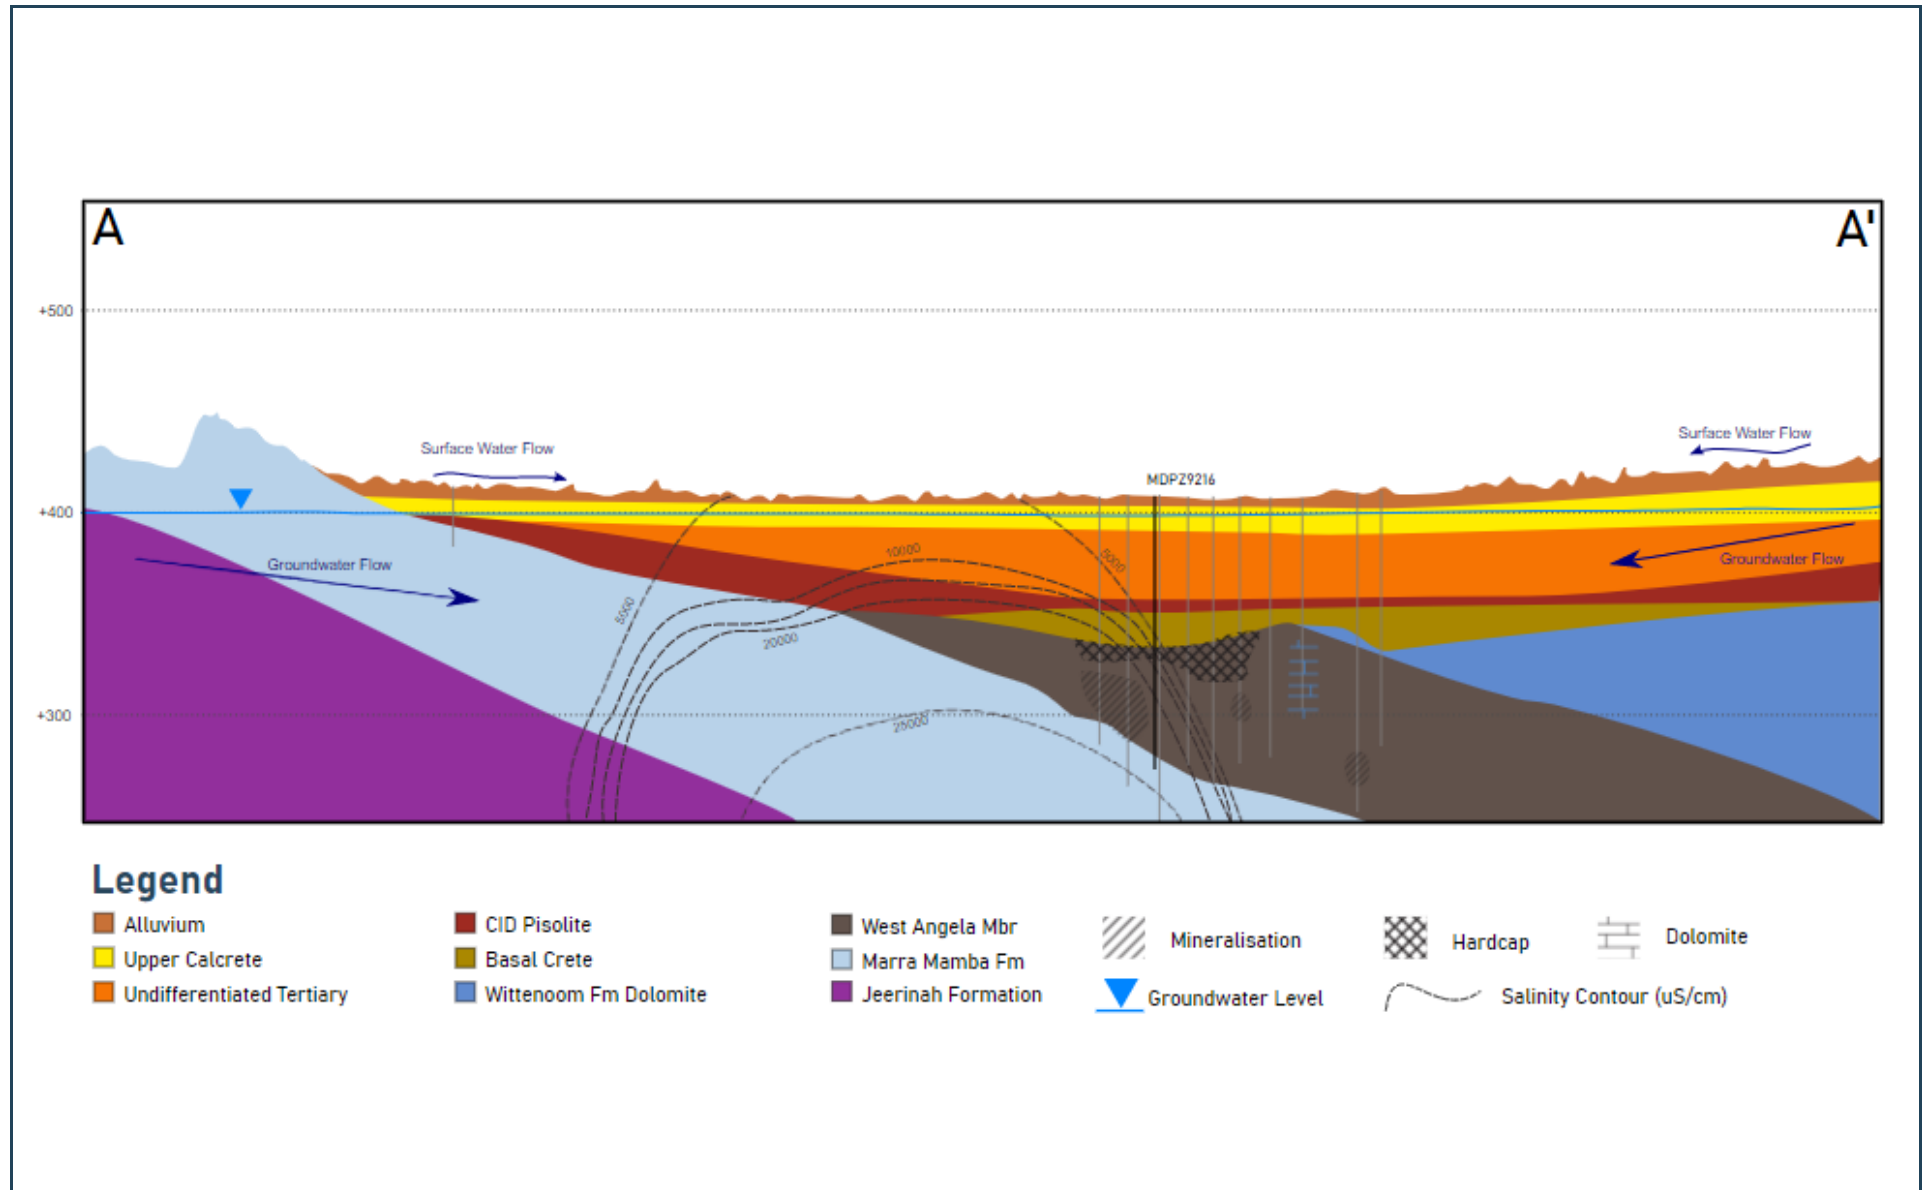 A
A'
+500
Surface Water Flow
Surface Water Flow
MDPZ9216
+400
10000
5000
Groundwater Flow
Groundwater Flow
5000
20000
+300
25000
Legend
Alluvium
CID Pisolite
West Angela Mbr
Mineralisation
Hardcap
Dolomite
Upper Calcrete
Basal Crete
Marra Mamba Fm
Undifferentiated Tertiary
Wittenoom Fm Dolomite
Jeerinah Formation
Groundwater Level
Salinity Contour (uS/cm)